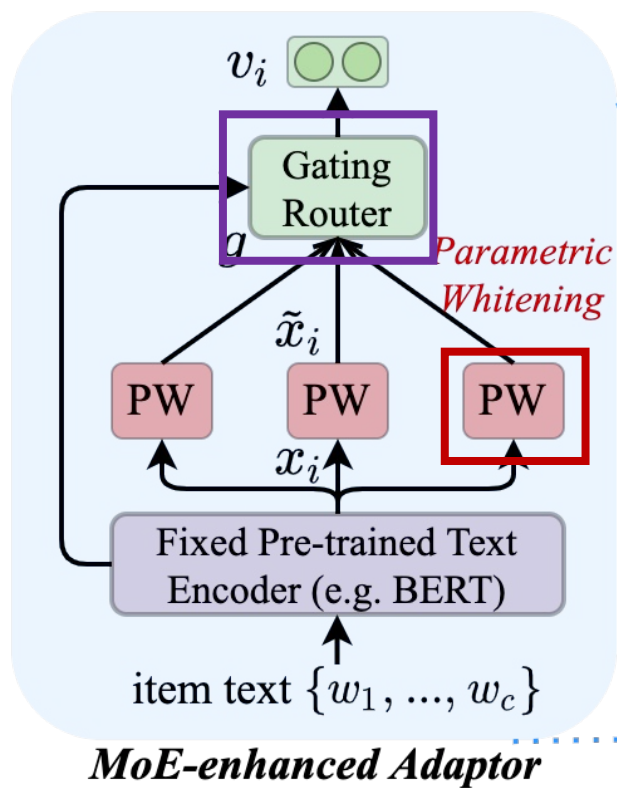 v_i
Gating
Router
g
Parametric
Whitening
x̃_i
PW PW PW
x_i
Fixed Pre-trained Text
Encoder (e.g. BERT)
item text {w_1, ..., w_c}
MoE-enhanced Adaptor